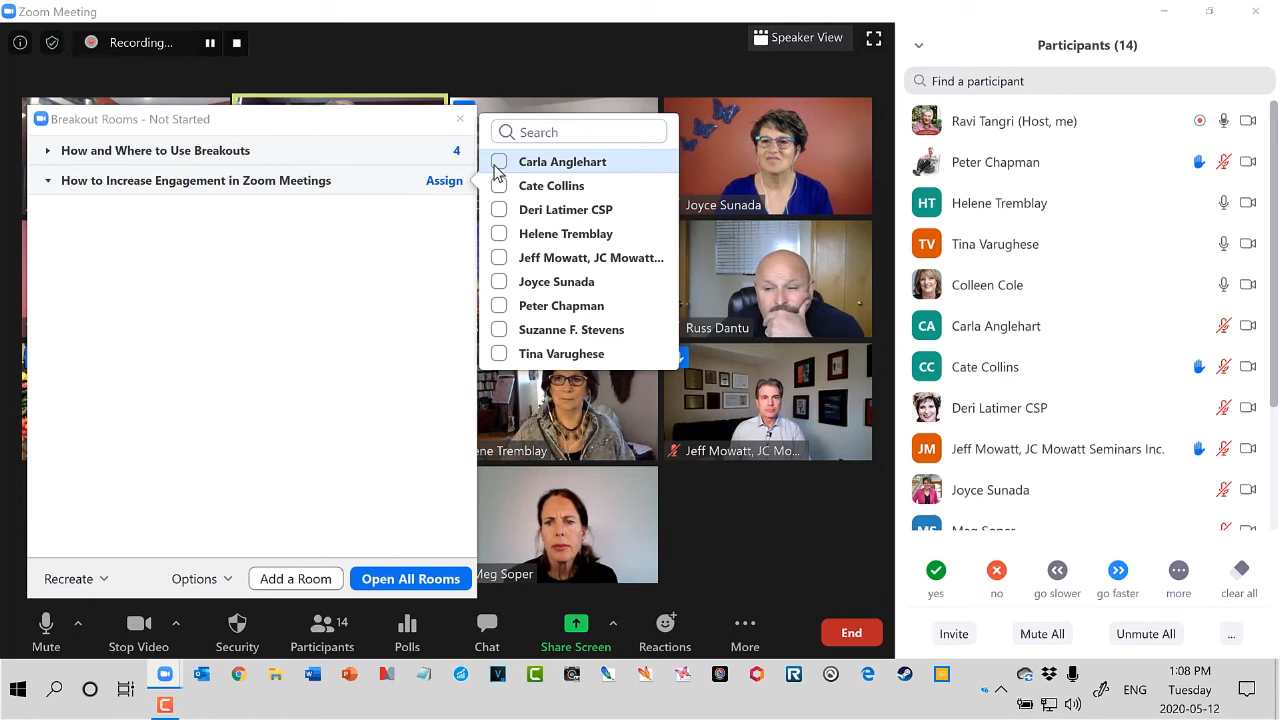 Zoom Meeting
Recording...
Speaker View
Breakout Rooms - Not Started
How and Where to Use Breakouts 4
How to Increase Engagement in Zoom Meetings Assign
Search
Carla Anglehart
Cate Collins
Deri Latimer CSP
Helene Tremblay
Jeff Mowatt, JC Mowatt...
Joyce Sunada
Peter Chapman
Suzanne F. Stevens
Tina Varughese
Joyce Sunada
Russ Dantu
ene Tremblay
Jeff Mowatt, JC Mo...
Meg Soper
Recreate
Options
Add a Room
Open All Rooms
Mute
Stop Video
Security
14
Participants
Polls
Chat
Share Screen
Reactions
More
End
Participants (14)
Find a participant
Ravi Tangri (Host, me)
Peter Chapman
HT Helene Tremblay
TV Tina Varughese
Colleen Cole
CA Carla Anglehart
CC Cate Collins
Deri Latimer CSP
JM Jeff Mowatt, JC Mowatt Seminars Inc.
Joyce Sunada
MS Meg Soper
yes
no
go slower
go faster
more
clear all
Invite
Mute All
Unmute All
...
ENG
1:08 PM
Tuesday
2020-05-12